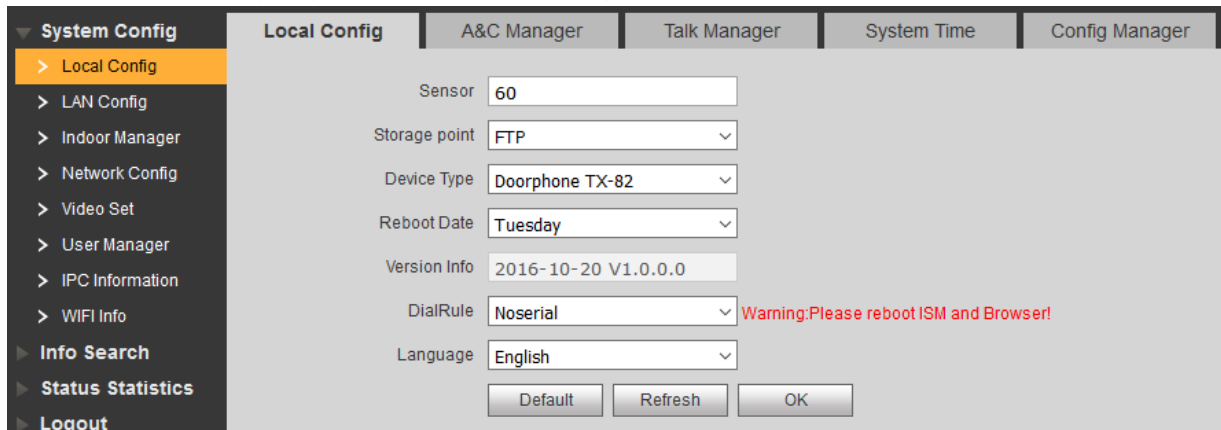 System Config
Local Config
LAN Config
Indoor Manager
Network Config
Video Set
User Manager
IPC Information
WIFI Info
Info Search
Status Statistics
Logout
Local Config A&C Manager Talk Manager System Time Config Manager
Sensor 60
Storage point FTP
Device Type Doorphone TX-82
Reboot Date Tuesday
Version Info 2016-10-20 V1.0.0.0
DialRule Noserial Warning:Please reboot ISM and Browser!
Language English
Default Refresh OK